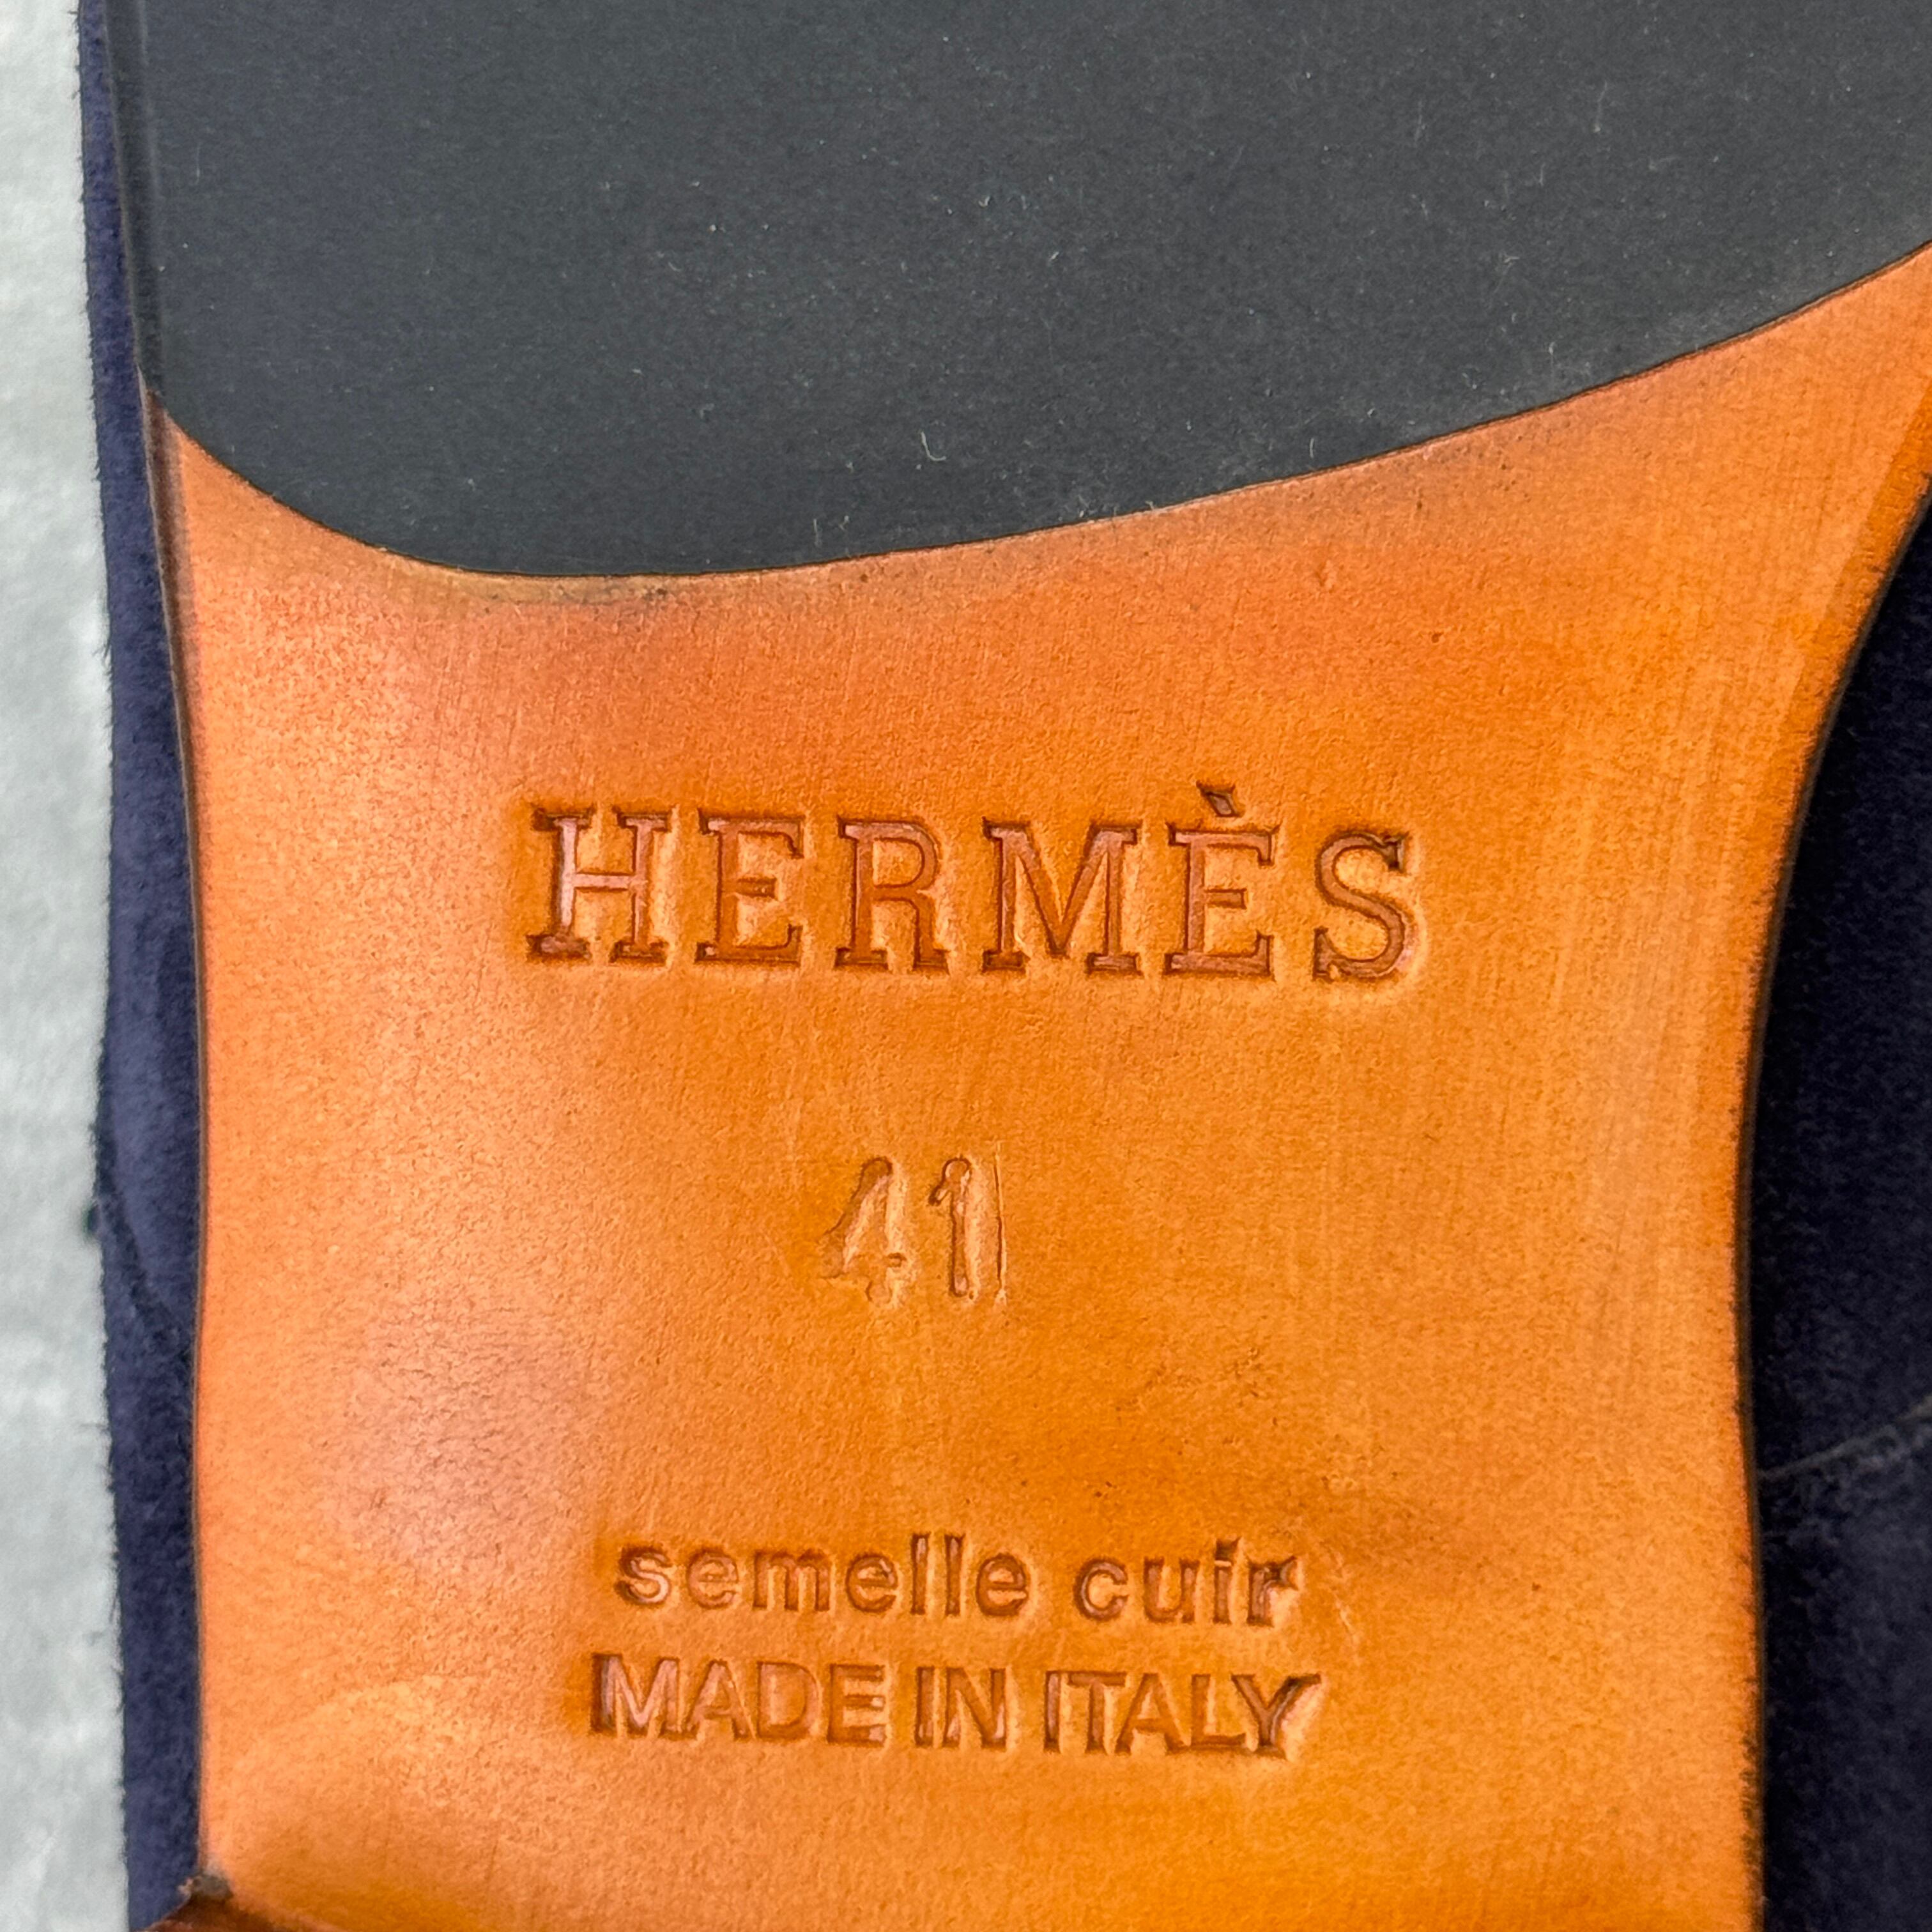 HERMÈS
41
semelle cuir
MADE IN ITALY